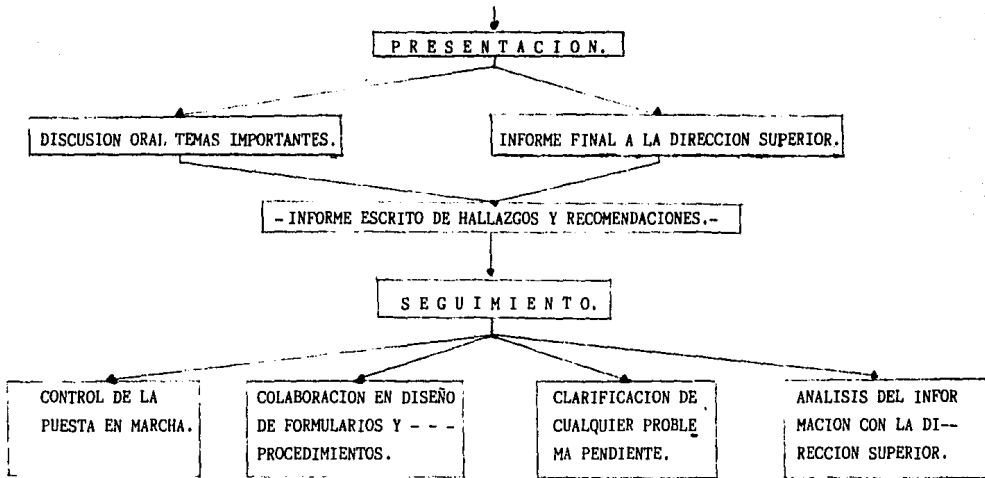 P R E S E N T A C I O N.
DISCUSION ORAL TEMAS IMPORTANTES.
INFORME FINAL A LA DIRECCION SUPERIOR.
- INFORME ESCRITO DE HALLAZGOS Y RECOMENDACIONES.-
S E G U I M I E N T O.
CONTROL DE LA
PUESTA EN MARCHA.
COLABORACION EN DISEÑO
DE FORMULARIOS Y - - -
PROCEDIMIENTOS.
CLARIFICACION DE
CUALQUIER PROBLE
MA PENDIENTE.
ANALISIS DEL INFOR
MACION CON LA DI--
RECCION SUPERIOR.